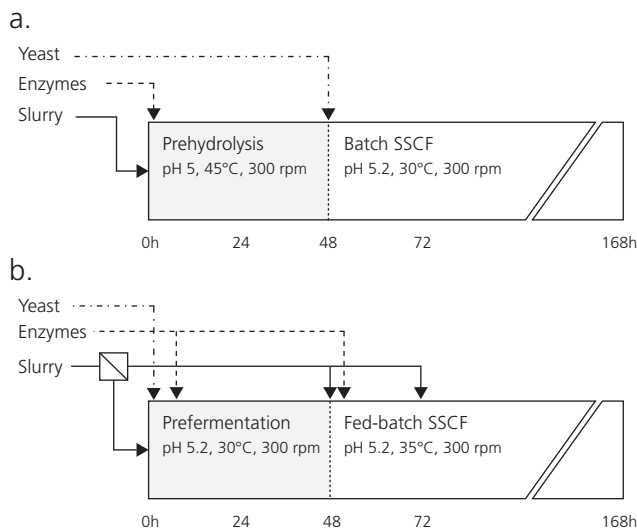 a.
Yeast
Enzymes
Slurry
Prehydrolysis
pH 5, 45°C, 300 rpm
Batch SSCF
pH 5.2, 30°C, 300 rpm
0h 24 48 72 168h
b.
Yeast
Enzymes
Slurry
Prefermentation
pH 5.2, 30°C, 300 rpm
Fed-batch SSCF
pH 5.2, 35°C, 300 rpm
0h 24 48 72 168h